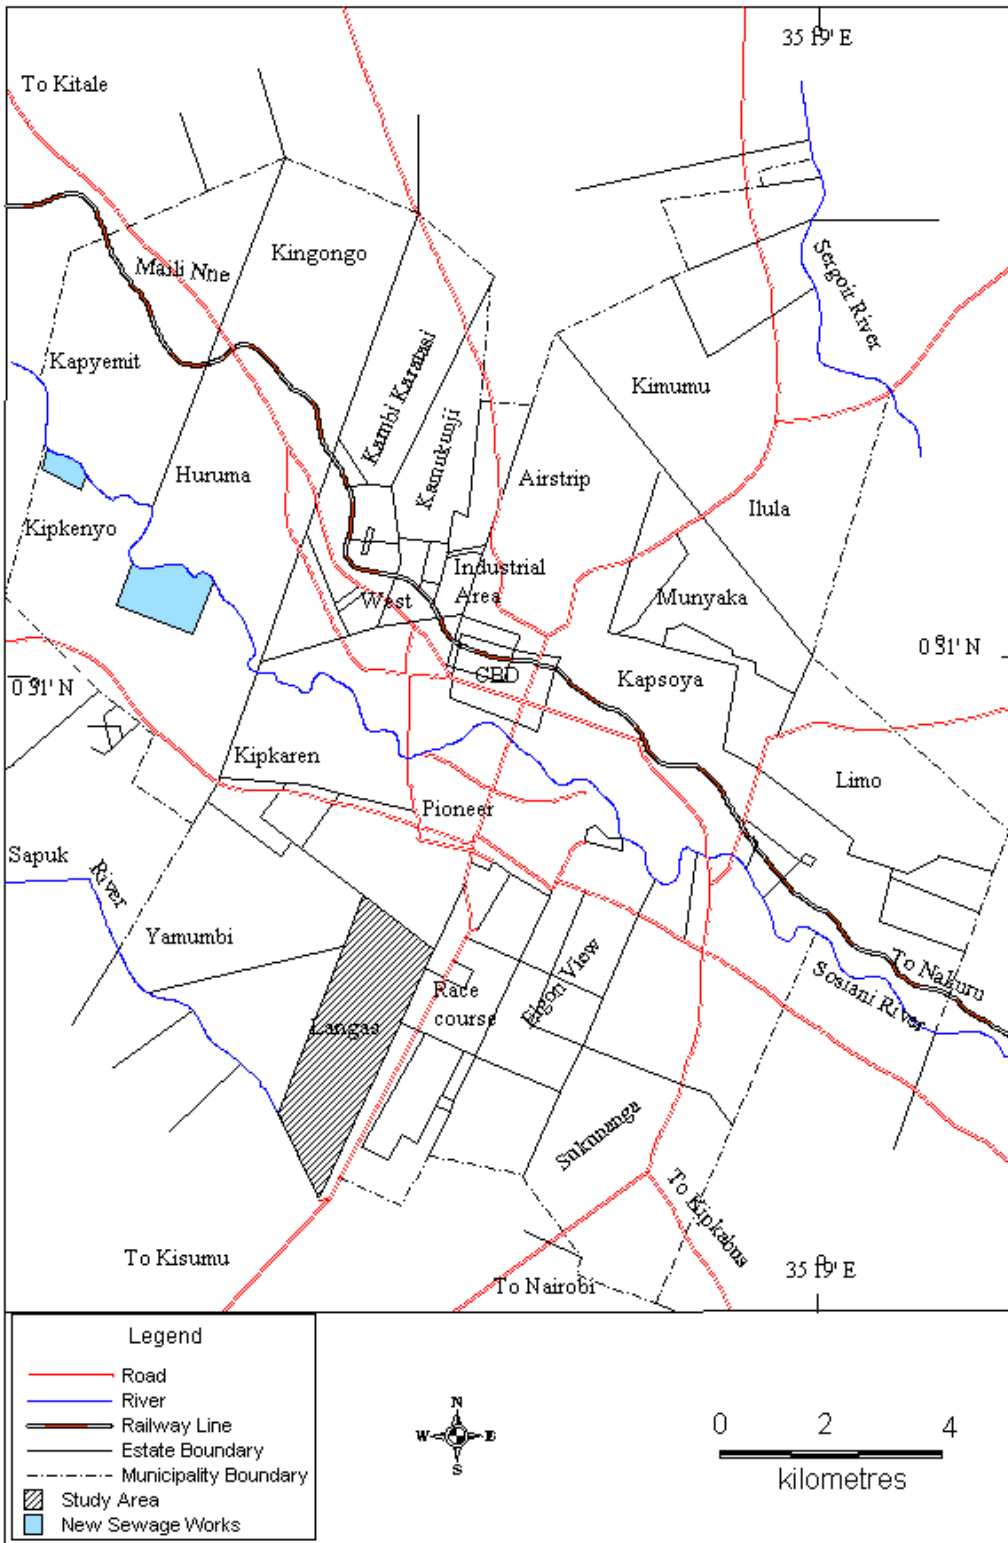 35 19' E
To Kitale
Kingongo
Maili Nne
Sergoit River
Kapyemit
Kambi Karatasi
Kimumu
Kamukunji
Huruma
Airstrip
Ilula
Kipkenyo
Industrial
Area
West
Munyaka
0 31' N
0 31' N
CBD
Kapsoya
Kipkaren
Limo
Pioneer
Sapuk
River
Yamumbi
Elgon View
To Nakuru
Sosiani River
Race
course
Langas
Sukunanga
To Kipkabus
To Kisumu
35 19' E
To Nairobi
Legend
Road
River
Railway Line
Estate Boundary
Municipality Boundary
Study Area
New Sewage Works
N
W E
S
0 2 4
kilometres